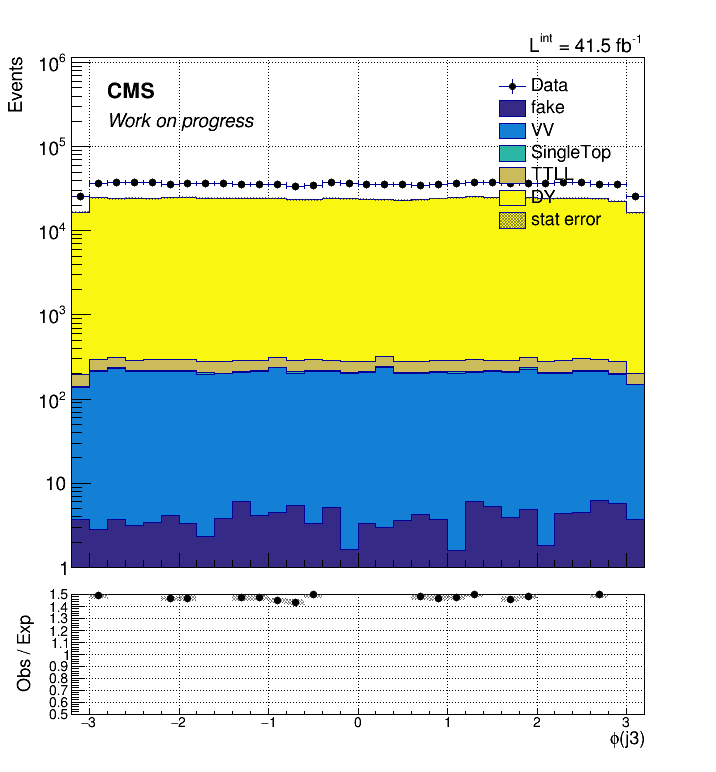 L^int = 41.5 fb^-1
Events
10^6
10^5
10^4
10^3
10^2
10
1
CMS
Work on progress
Data
fake
VV
SingleTop
TTLL
DY
stat error
Obs / Exp
1.5
1.4
1.3
1.2
1.1
1
0.9
0.8
0.7
0.6
0.5
−3 −2 −1 0 1 2 3
ϕ(j3)